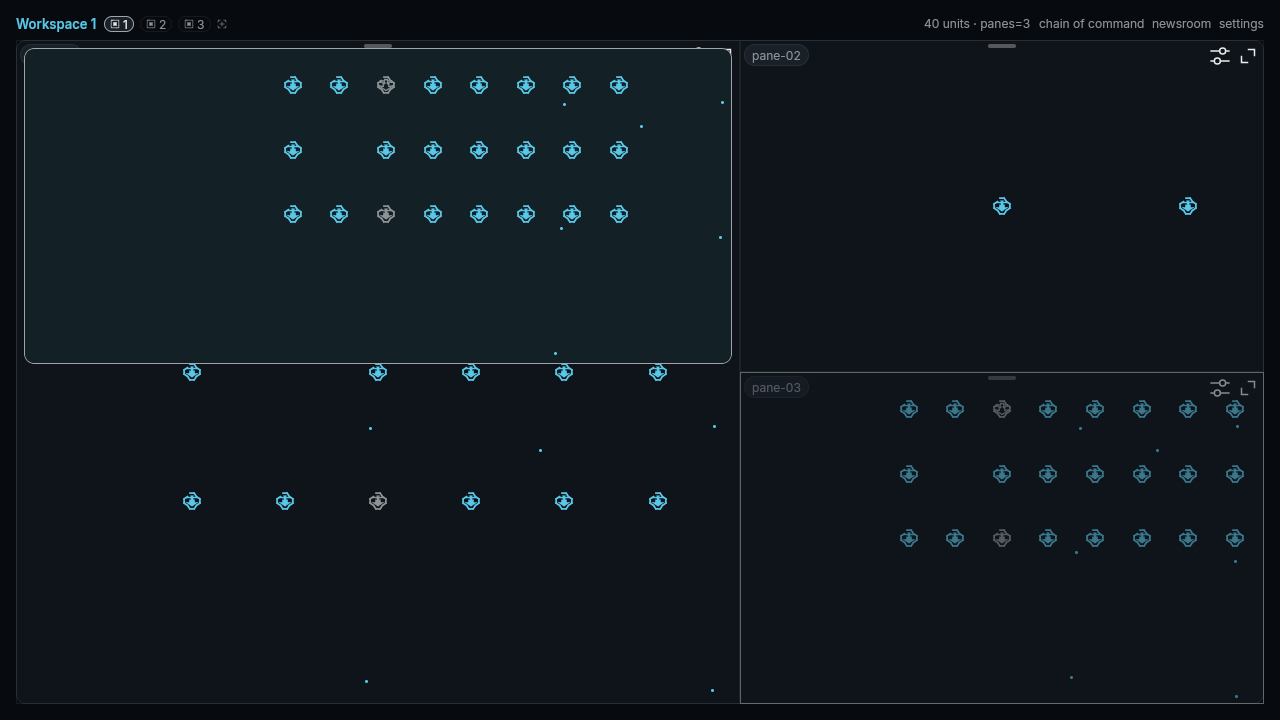 Workspace 1 1 2 3 40 units · panes=3 chain of command newsroom settings
pane-02
pane-03